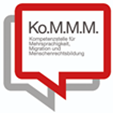 Ko.M.M.M.
Kompetenzstelle für
Mehrsprachigkeit,
Migration und
Menschenrechtsbildung